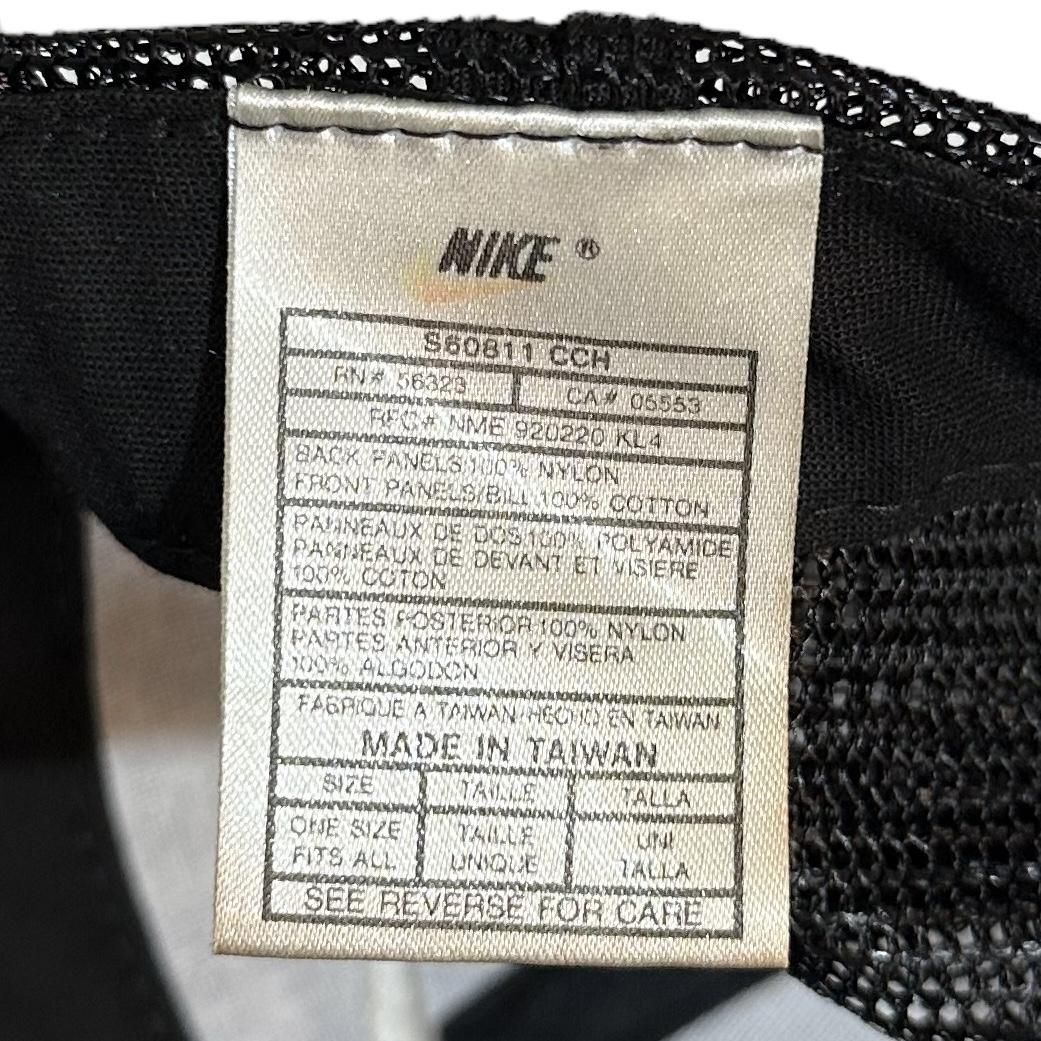 NIKE ®
S60811 CCH
RN# 56323 CA# 05553
RFC# NME 920220 KL4
BACK PANELS:100% NYLON
FRONT PANELS/BILL:100% COTTON
PANNEAUX DE DOS:100% POLYAMIDE
PANNEAUX DE DEVANT ET VISIERE
100% COTON
PARTES POSTERIOR:100% NYLON
PARTES ANTERIOR Y VISERA
100% ALGODON
FABRIQUE A TAIWAN/HECHO EN TAIWAN
MADE IN TAIWAN
SIZE TAILLE TALLA
ONE SIZE TAILLE UNI
FITS ALL UNIQUE TALLA
SEE REVERSE FOR CARE